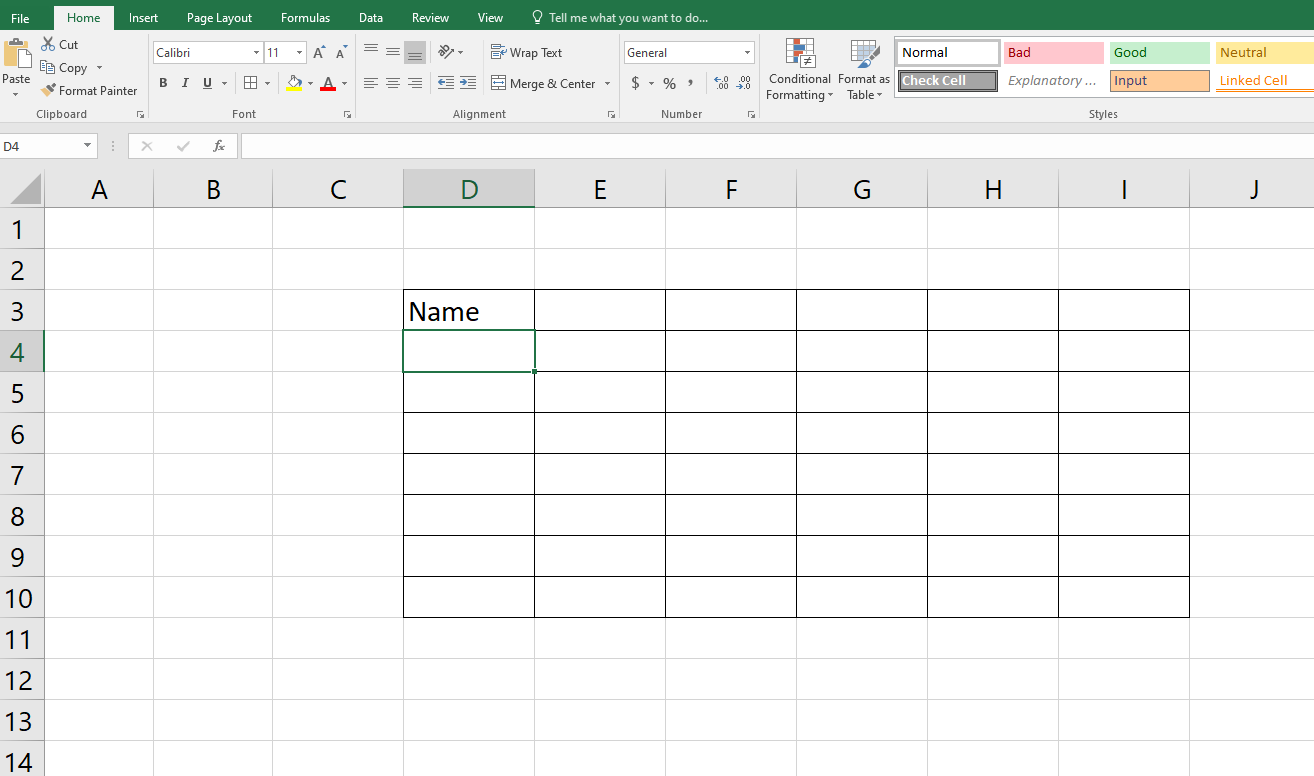 File Home Insert Page Layout Formulas Data Review View Tell me what you want to do...
Cut
Copy
Format Painter
Paste
Clipboard
Calibri 11
B I U
Font
Wrap Text
Merge & Center
Alignment
General
$ % ,
Number
Conditional Formatting
Format as Table
Normal Bad Good Neutral
Check Cell Explanatory ... Input Linked Cell
Styles
D4 fx
A B C D E F G H I J
1
2
3 Name
4
5
6
7
8
9
10
11
12
13
14